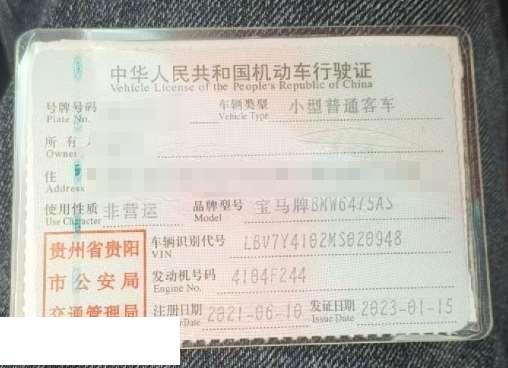 中华人民共和国机动车行驶证
Vehicle License of the People's Republic of China
号牌号码 车辆类型 小型普通客车
Plate No. Vehicle Type
所有
Owner
住
Address
使用性质 非营运 品牌型号 宝马牌BMW6475AS
Use Character Model
贵州省贵阳 车辆识别代号 LBV7Y4102MS020948
VIN
市公安局 发动机号码 4104F244
Engine No.
交通管理局 注册日期 2021-06-10 发证日期 2023-01-15
Issue Date